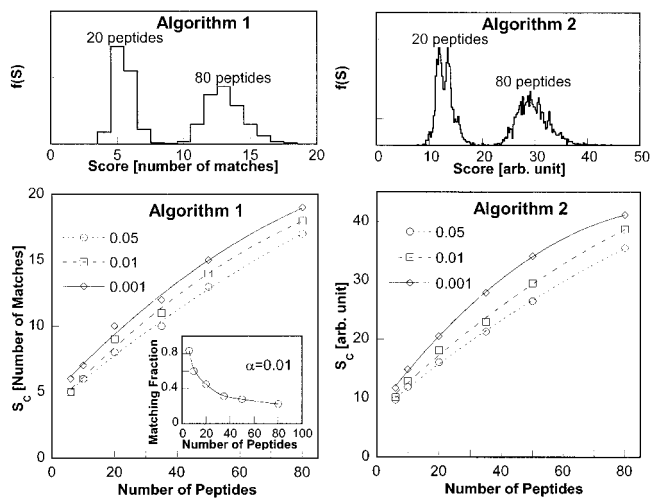 Algorithm 1
20 peptides
80 peptides
f(S)
0 5 10 15 20
Score [number of matches]
Algorithm 2
20 peptides
80 peptides
f(S)
0 10 20 30 40 50
Score [arb. unit]
Algorithm 1
0.05
0.01
0.001
20
15
10
5
0
S_C [Number of Matches]
0 20 40 60 80
Number of Peptides
α=0.01
0.8
0.4
0
Matching Fraction
0 20 40 60 80 100
Number of Peptides
Algorithm 2
0.05
0.01
0.001
40
30
20
10
0
S_C [arb. unit]
0 20 40 60 80
Number of Peptides